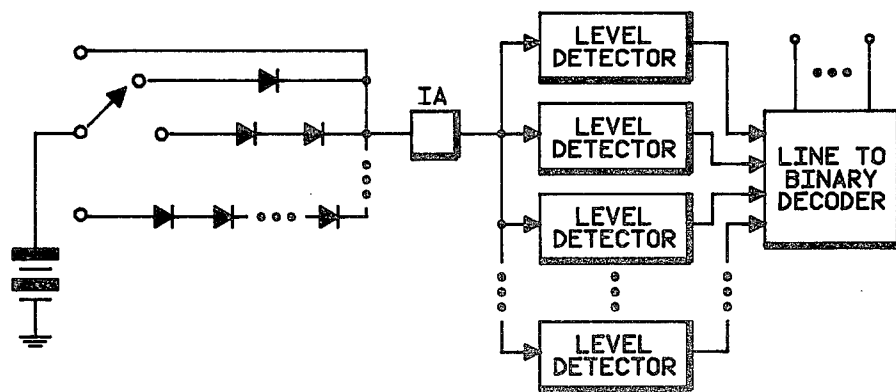 IA
LEVEL
DETECTOR
LEVEL
DETECTOR
LEVEL
DETECTOR
LEVEL
DETECTOR
LINE TO
BINARY
DECODER